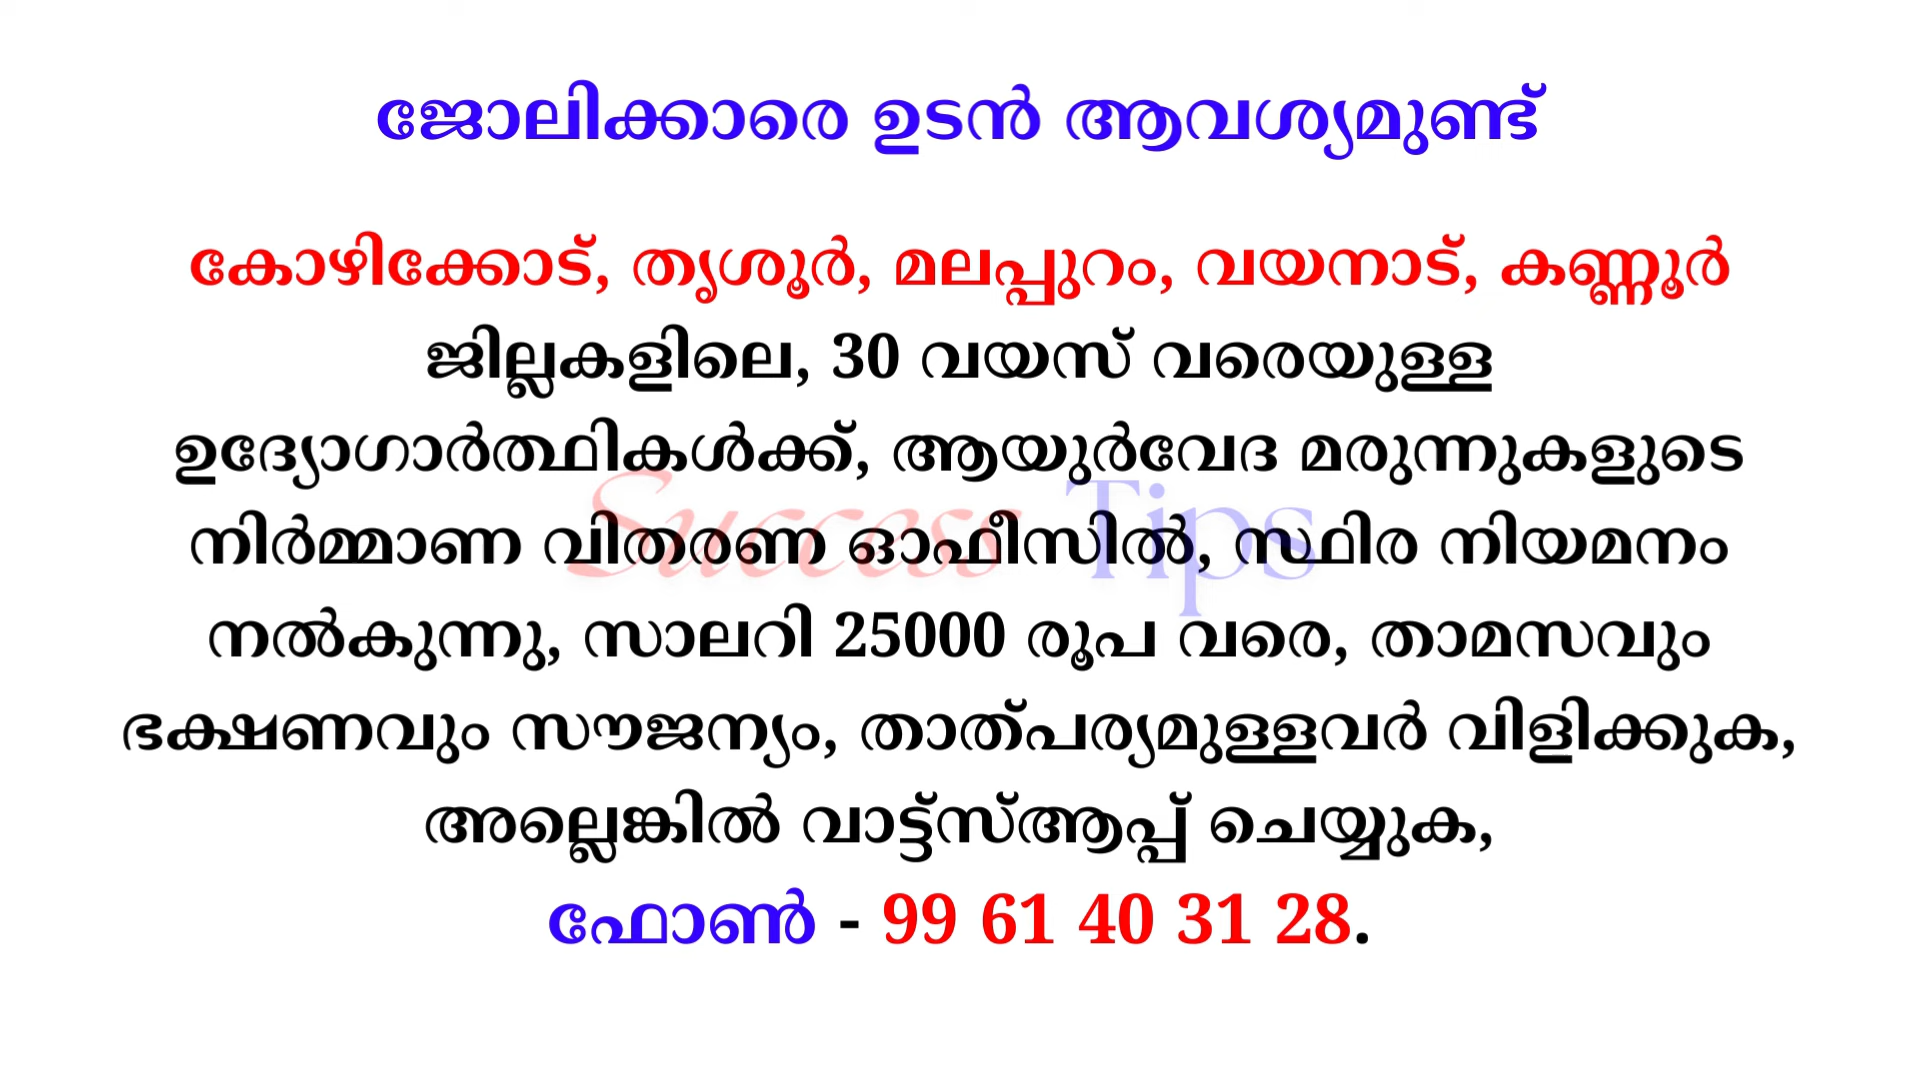 ജോലിക്കാരെ ഉടൻ ആവശ്യമുണ്ട്
കോഴിക്കോട്, തൃശൂർ, മലപ്പുറം, വയനാട്, കണ്ണൂർ
ജില്ലകളിലെ, 30 വയസ് വരെയുള്ള
ഉദ്യോഗാർത്ഥികൾക്ക്, ആയുർവേദ മരുന്നുകളുടെ
നിർമ്മാണ വിതരണ ഓഫീസിൽ, സ്ഥിര നിയമനം
Success Tips
നൽകുന്നു, സാലറി 25000 രൂപ വരെ, താമസവും
ഭക്ഷണവും സൗജന്യം, താത്പര്യമുള്ളവർ വിളിക്കുക,
അല്ലെങ്കിൽ വാട്ട്സ്ആപ്പ് ചെയ്യുക,
ഫോൺ - 99 61 40 31 28.